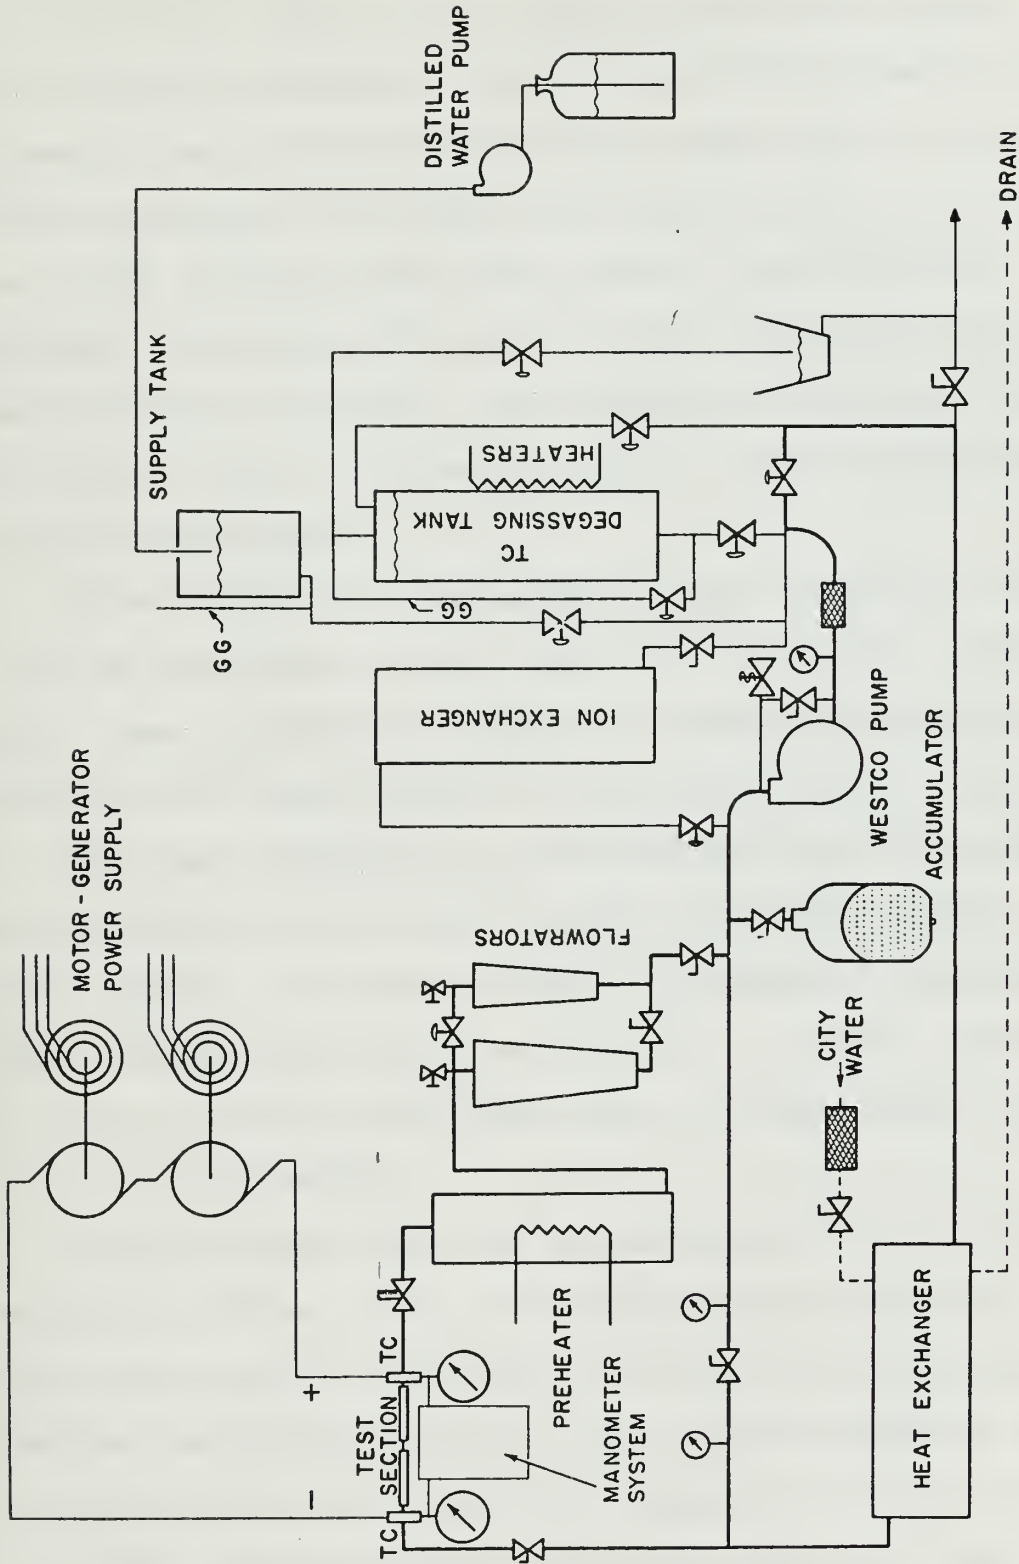 MOTOR-GENERATOR
POWER SUPPLY
SUPPLY TANK
DISTILLED
WATER PUMP
GG
GG
TC
DEGASSING TANK
HEATERS
ION EXCHANGER
FLOWRATORS
TC
TEST
SECTION
TC
-
+
PREHEATER
MANOMETER
SYSTEM
WESTCO PUMP
ACCUMULATOR
CITY
WATER
HEAT EXCHANGER
DRAIN